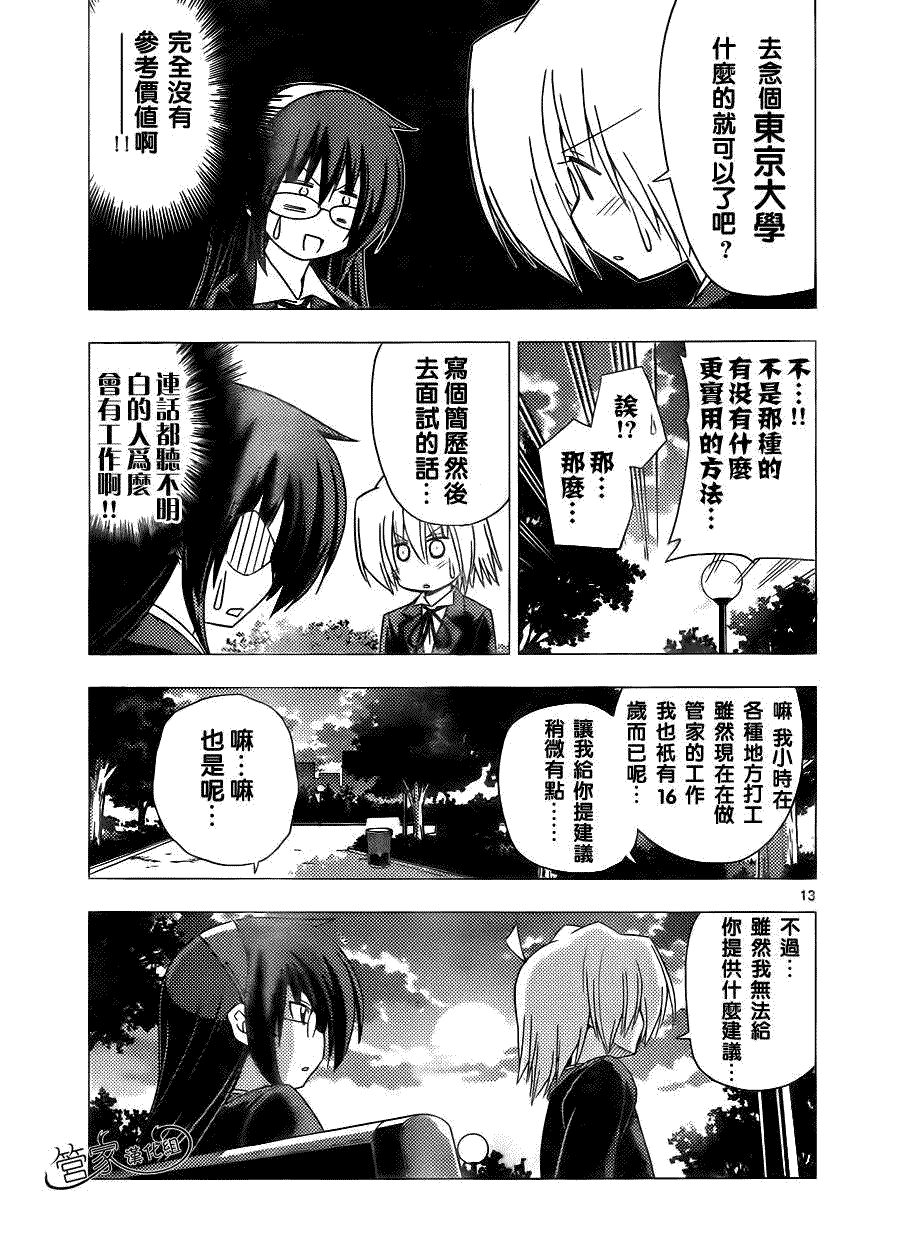 去念個東京大學
什麼的就可以了吧?
完全沒有
參考價值啊
——!!
不…!!
不是那種的
有没有什麼
更實用的方法…
誒!?
那…
那麼…
寫個簡歷然後
去面試的話…
連話都聽不明
白的人爲麼
會有工作啊!!
嘛 我小時在
各種地方打工
雖然現在在做
管家的工作
我也衹有16
歲而已呢…
讓我給你提建議
稍微有點……
嘛…嘛
也是呢…
13
不過…
雖然我無法給
你提供什麼建議…
管家漢化組